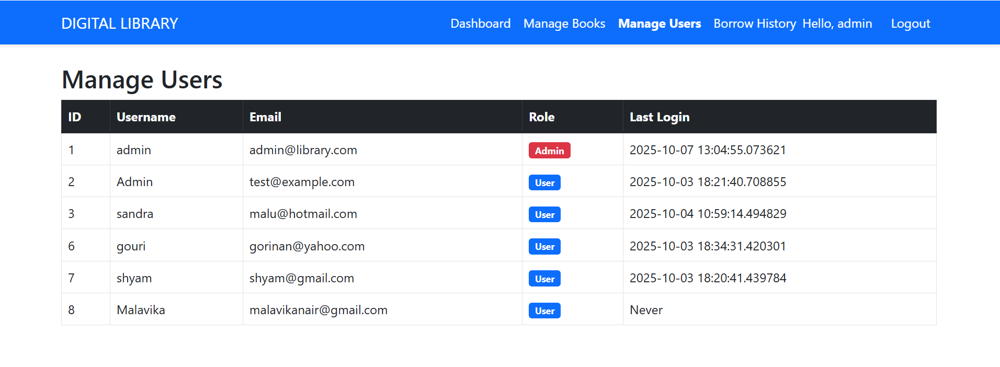 DIGITAL LIBRARY Dashboard Manage Books Manage Users Borrow History Hello, admin Logout
Manage Users
ID Username Email Role Last Login
1 admin admin@library.com Admin 2025-10-07 13:04:55.073621
2 Admin test@example.com User 2025-10-03 18:21:40.708855
3 sandra malu@hotmail.com User 2025-10-04 10:59:14.494829
6 gouri gorinan@yahoo.com User 2025-10-03 18:34:31.420301
7 shyam shyam@gmail.com User 2025-10-03 18:20:41.439784
8 Malavika malavikanair@gmail.com User Never